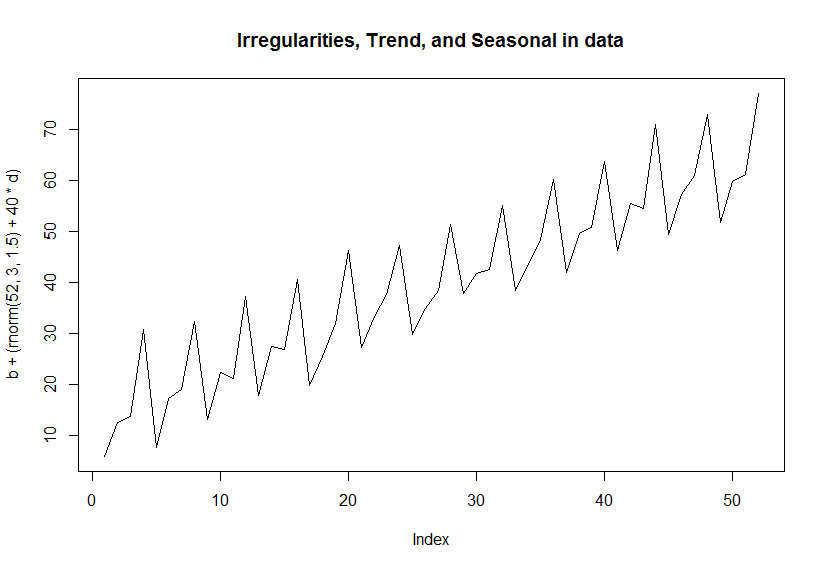 Irregularities, Trend, and Seasonal in data
b + (rnorm(52, 3, 1.5) + 40 * d)
70
60
50
40
30
20
10
0 10 20 30 40 50
Index